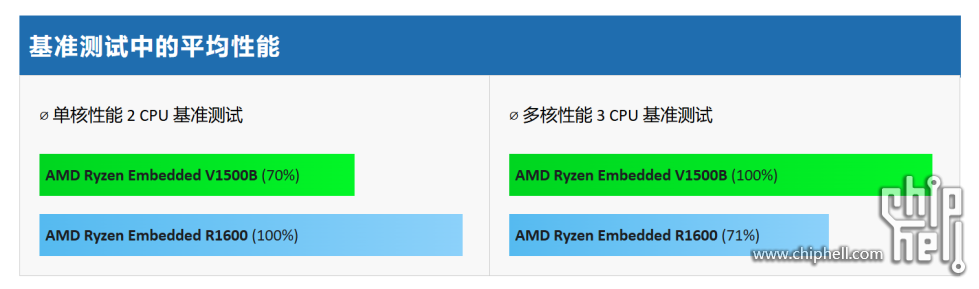 基准测试中的平均性能
∅ 单核性能 2 CPU 基准测试
AMD Ryzen Embedded V1500B (70%)
AMD Ryzen Embedded R1600 (100%)
∅ 多核性能 3 CPU 基准测试
AMD Ryzen Embedded V1500B (100%)
AMD Ryzen Embedded R1600 (71%)
chip
hell
www.chiphell.com